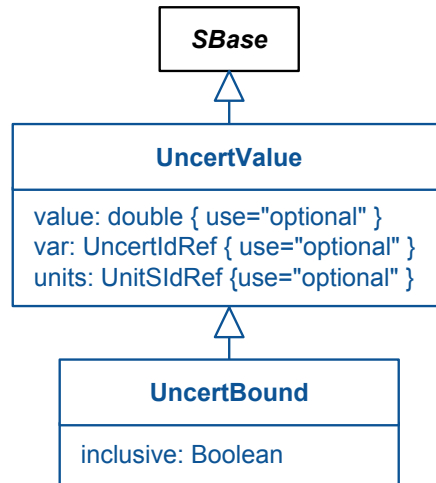 SBase
UncertValue
value: double { use="optional" }
var: UncertIdRef { use="optional" }
units: UnitSIdRef {use="optional" }
UncertBound
inclusive: Boolean